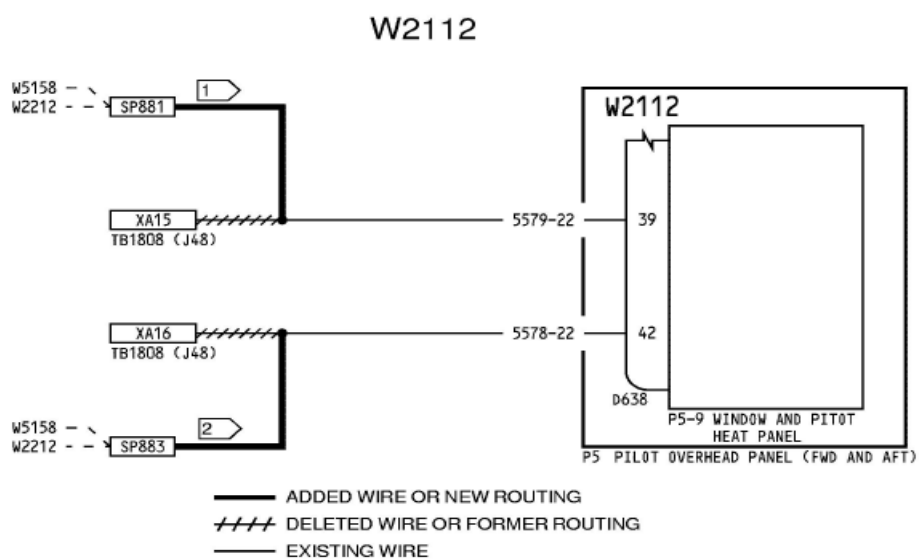 W2112
W5158
W2212
SP881
1
W2112
XA15
TB1808 (J48)
5579-22
39
XA16
TB1808 (J48)
5578-22
42
D638
P5-9 WINDOW AND PITOT
HEAT PANEL
W5158
W2212
SP883
2
P5 PILOT OVERHEAD PANEL (FWD AND AFT)
ADDED WIRE OR NEW ROUTING
DELETED WIRE OR FORMER ROUTING
EXISTING WIRE